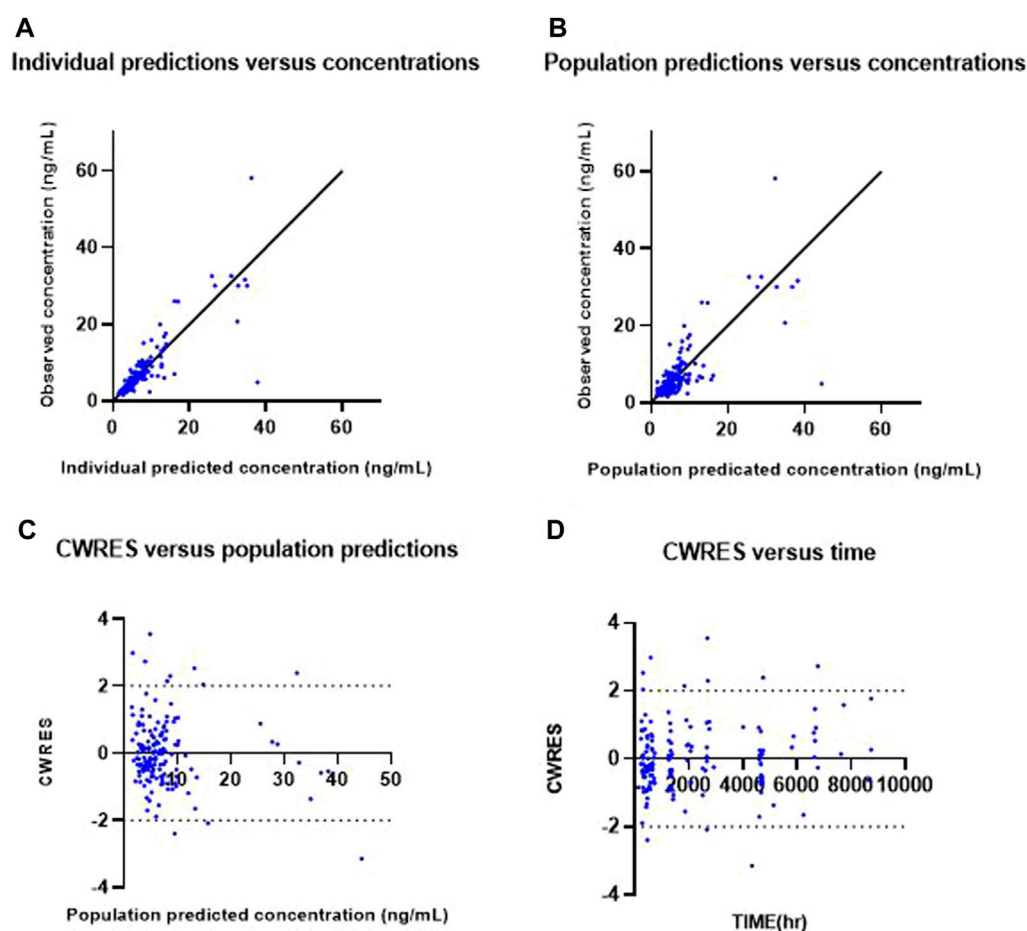 A
Individual predictions versus concentrations
Observed concentration (ng/mL)
60
40
20
0
0 20 40 60
Individual predicted concentration (ng/mL)
B
Population predictions versus concentrations
Observed concentration (ng/mL)
60
40
20
0
0 20 40 60
Population predicated concentration (ng/mL)
C
CWRES versus population predictions
CWRES
4
2
0
-2
-4
10 20 30 40 50
Population predicted concentration (ng/mL)
D
CWRES versus time
CWRES
4
2
0
-2
-4
2000 4000 6000 8000 10000
TIME(hr)